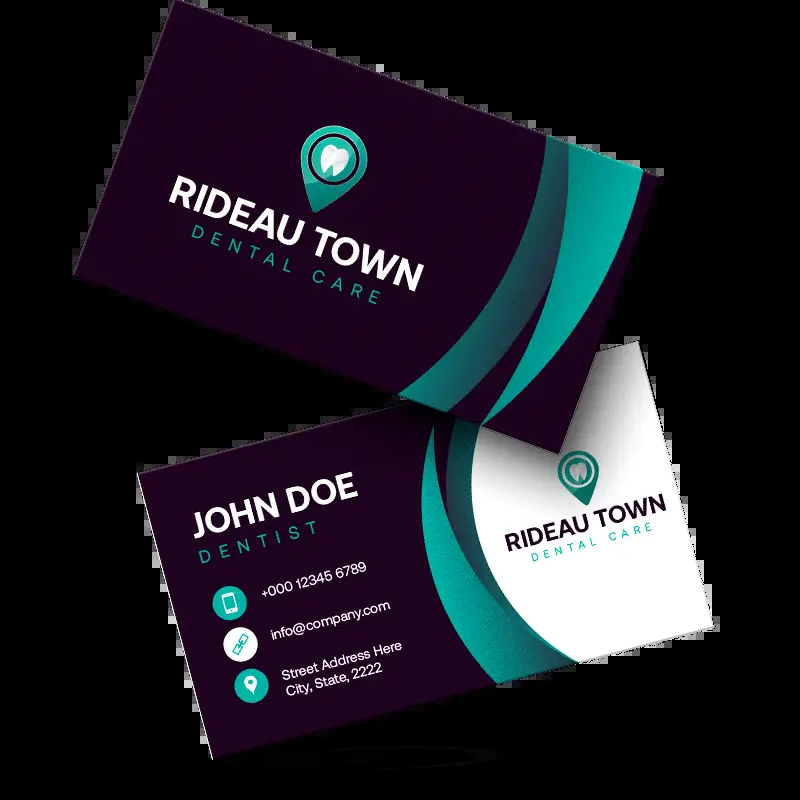 RIDEAU TOWN
DENTAL CARE
JOHN DOE
DENTIST
+000 12345 6789
info@company.com
Street Address Here
City, State, 2222
RIDEAU TOWN
DENTAL CARE